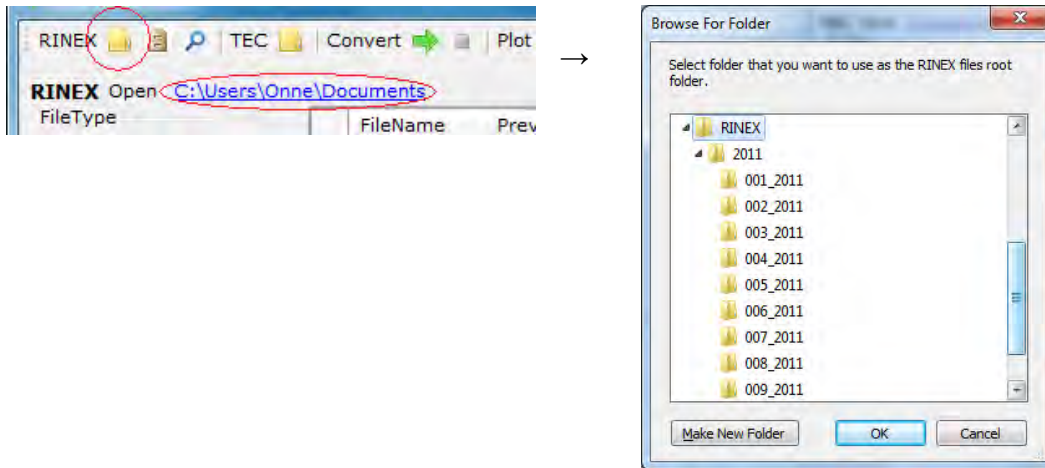 RINEX TEC Convert Plot
RINEX Open C:\Users\Onne\Documents
FileType FileName Prev
→
Browse For Folder
Select folder that you want to use as the RINEX files root
folder.
RINEX
2011
001_2011
002_2011
003_2011
004_2011
005_2011
006_2011
007_2011
008_2011
009_2011
Make New Folder OK Cancel